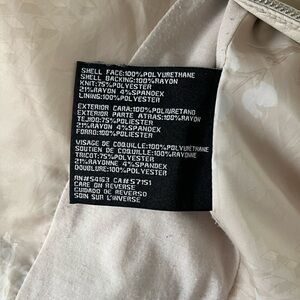 SHELL FACE:100%POLYURETHANE
SHELL BACKING:100%RAYON
KNIT:75%POLYESTER
21%RAYON 4%SPANDEX
LINING:100%POLYESTER
EXTERIOR CARA:100%POLIURETANO
EXTERIOR PARTE ATRAS:100%RAYON
TEJIDO:75%POLIESTER
21%RAYON 4%SPANDEX
FORRO:100%POLIESTER
VISAGE DE COQUILLE:100%POLYURETHANE
SOUTIEN DE COQUILLE:100%RAYONNE
TRICOT:75%POLYESTER
21%RAYONNE 4%SPANDEX
DOUBLURE:100%POLYESTER
RN#54163 CA#57151
CARE ON REVERSE
CUIDADO DE REVERSO
SOIN SUR L'INVERSE